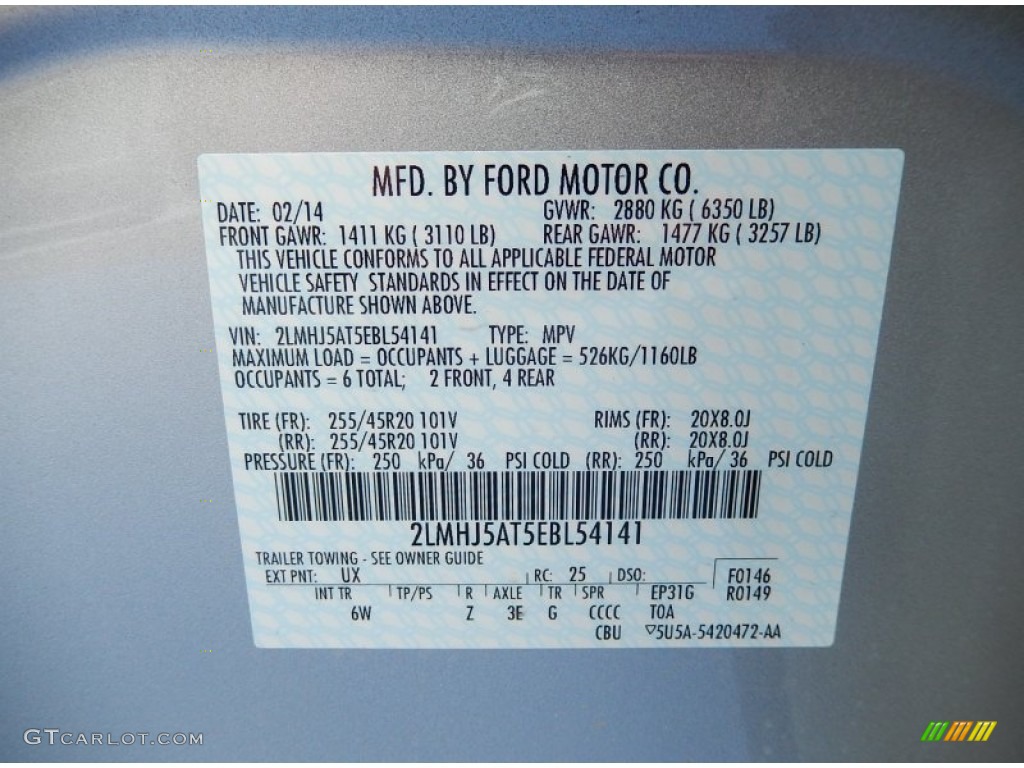 MFD. BY FORD MOTOR CO.
DATE: 02/14 GVWR: 2880 KG ( 6350 LB)
FRONT GAWR: 1411 KG ( 3110 LB) REAR GAWR: 1477 KG ( 3257 LB)
THIS VEHICLE CONFORMS TO ALL APPLICABLE FEDERAL MOTOR
VEHICLE SAFETY STANDARDS IN EFFECT ON THE DATE OF
MANUFACTURE SHOWN ABOVE.
VIN: 2LMHJ5AT5EBL54141 TYPE: MPV
MAXIMUM LOAD = OCCUPANTS + LUGGAGE = 526KG/1160LB
OCCUPANTS = 6 TOTAL; 2 FRONT, 4 REAR
TIRE (FR): 255/45R20 101V RIMS (FR): 20X8.0J
(RR): 255/45R20 101V (RR): 20X8.0J
PRESSURE (FR): 250 kPa/ 36 PSI COLD (RR): 250 kPa/ 36 PSI COLD
2LMHJ5AT5EBL54141
TRAILER TOWING - SEE OWNER GUIDE
EXT PNT: UX RC: 25 DSO: F0146
INT TR TP/PS R AXLE TR SPR EP31G R0149
6W Z 3E G CCCC TOA
CBU ▽5U5A-5420472-AA
GTCARLOT.COM